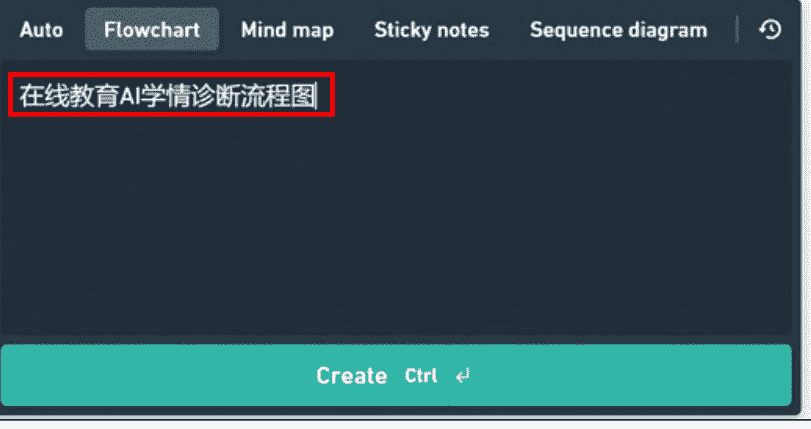 Auto Flowchart Mind map Sticky notes Sequence diagram
在线教育AI学情诊断流程图
Create Ctrl ↵